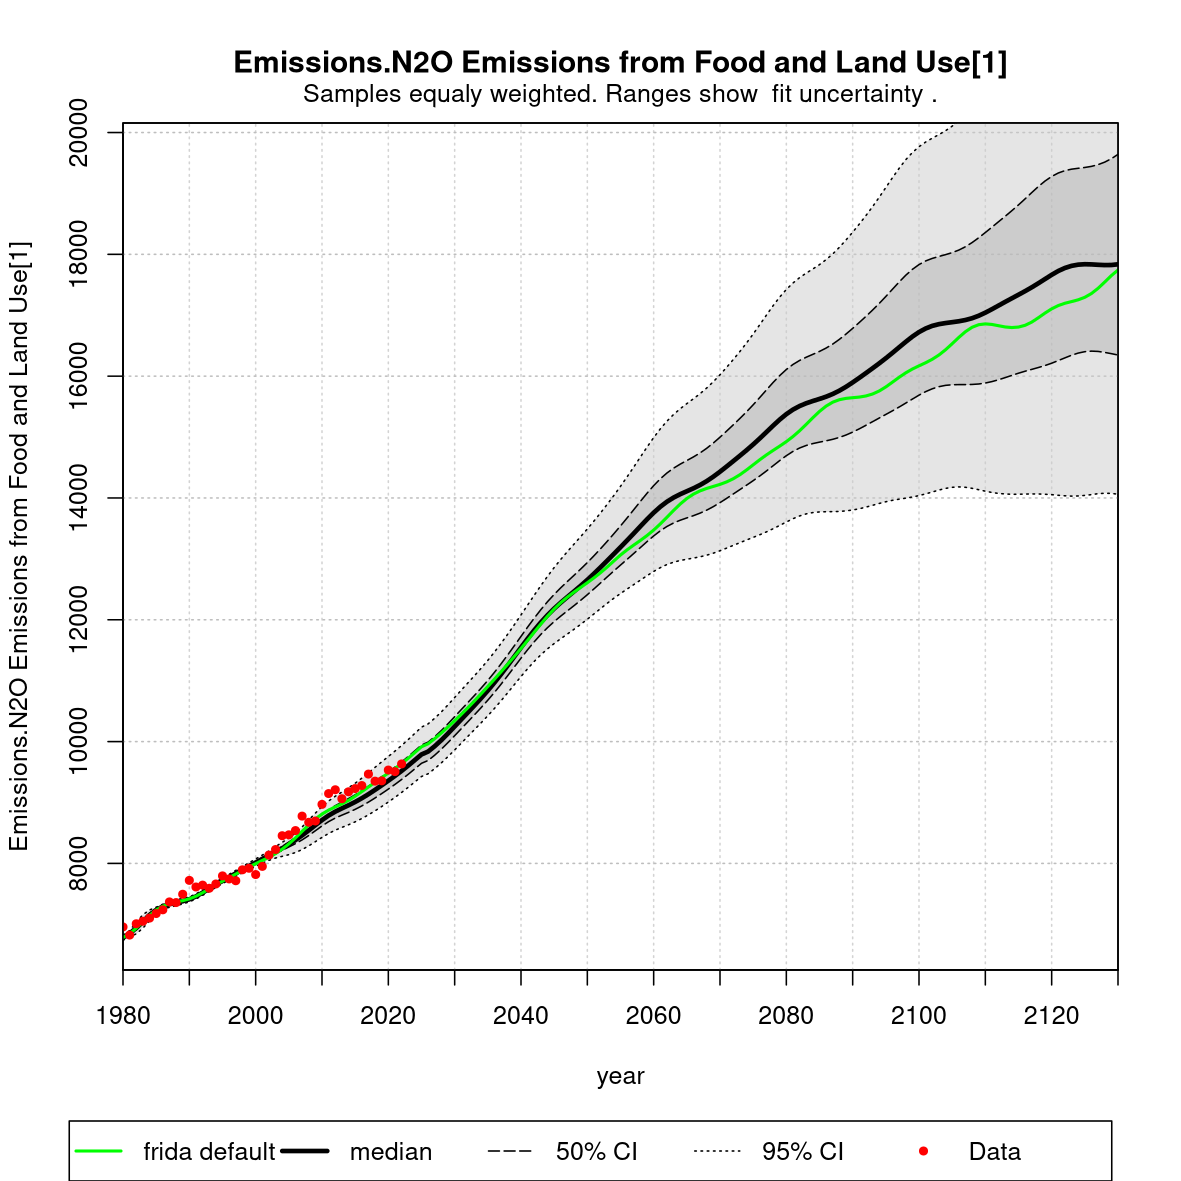 Emissions.N2O Emissions from Food and Land Use[1]
Samples equaly weighted. Ranges show  fit uncertainty .
Emissions.N2O Emissions from Food and Land Use[1]
20000
18000
16000
14000
12000
10000
8000
1980 2000 2020 2040 2060 2080 2100 2120
year
frida default median 50% CI 95% CI Data